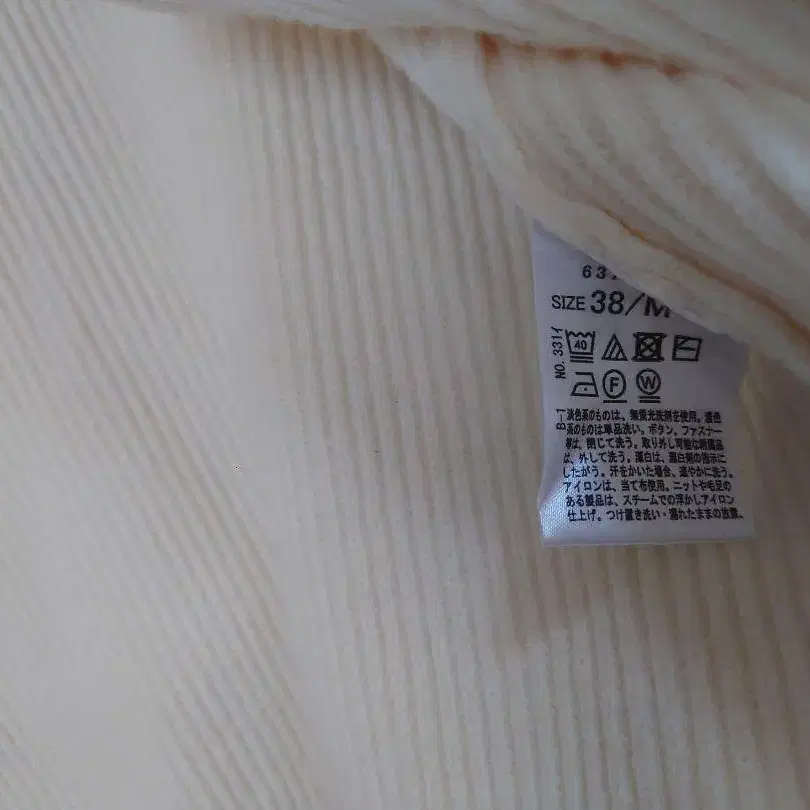 SIZE 38/M
NO. 3311
40
F
W
B-1
淡色系のものは、無蛍光洗剤を使用。濃色
系のものは単品洗い。ボタン、ファスナー
等は、閉じて洗う。取り外し可能な附属品
は、外して洗う。漂白は、漂白剤の指示に
したがう。汗をかいた場合、速やかに洗う。
アイロンは、当て布使用。ニットや毛足の
ある製品は、スチームでの浮かしアイロン
仕上げ。つけ置き洗い・濡れたままの放置、